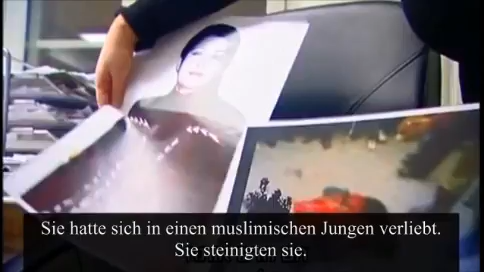 Sie hatte sich in einen muslimischen Jungen verliebt.
Sie steinigten sie.